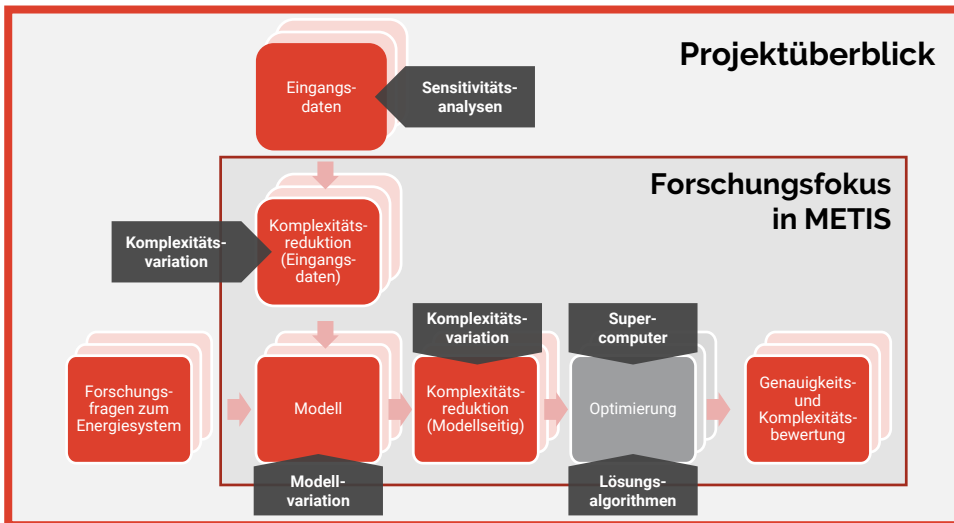 Projektüberblick
Eingangs-
daten
Sensitivitäts-
analysen
Forschungsfokus
in METIS
Komplexitäts-
variation
Komplexitäts-
reduktion
(Eingangs-
daten)
Komplexitäts-
variation
Super-
computer
Forschungs-
fragen zum
Energiesystem
Modell
Komplexitäts-
reduktion
(Modellseitig)
Optimierung
Genauigkeits-
und
Komplexitäts-
bewertung
Modell-
variation
Lösungs-
algorithmen